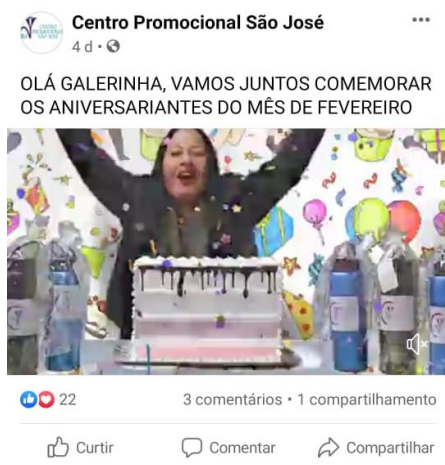 Centro Promocional São José
4 d
OLÁ GALERINHA, VAMOS JUNTOS COMEMORAR
OS ANIVERSARIANTES DO MÊS DE FEVEREIRO
22
3 comentários • 1 compartilhamento
Curtir
Comentar
Compartilhar